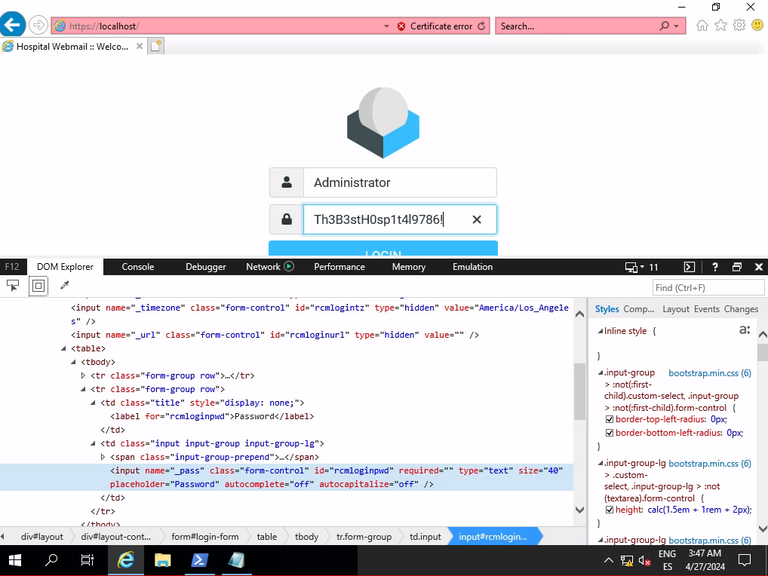 https://localhost/
Certificate error
Search...
Hospital Webmail :: Welco...
Administrator
Th3B3stH0sp1t4l9786!
LOGIN
F12
DOM Explorer
Console
Debugger
Network
Performance
Memory
Emulation
11
?
Find (Ctrl+F)
<input name="_timezone" class="form-control" id="rcmlogintz" type="hidden" value="America/Los_Angele
s" />
<input name="_url" class="form-control" id="rcmloginurl" type="hidden" value="" />
<table>
<tbody>
<tr class="form-group row">...</tr>
<tr class="form-group row">
<td class="title" style="display: none;">
<label for="rcmloginpwd">Password</label>
</td>
<td class="input input-group input-group-lg">
<span class="input-group-prepend">...</span>
<input name="_pass" class="form-control" id="rcmloginpwd" required="" type="text" size="40"
placeholder="Password" autocomplete="off" autocapitalize="off" />
</td>
</tr>
</tbody>
Styles
Comp...
Layout
Events
Changes
Inline style {
a:
}
.input-group bootstrap.min.css (6)
> :not(:first-
child).custom-select, .input-group
> :not(:first-child).form-control {
border-top-left-radius: 0px;
border-bottom-left-radius: 0px;
}
.input-group-lg bootstrap.min.css (6)
> .custom-
select, .input-group-lg > :not
(textarea).form-control {
height: calc(1.5em + 1rem + 2px);
}
.input-group-lg bootstrap.min.css (6)
div#layout
div#layout-cont...
form#login-form
table
tbody
tr.form-group
td.input
input#rcmlogin...
ENG
ES
3:47 AM
4/27/2024